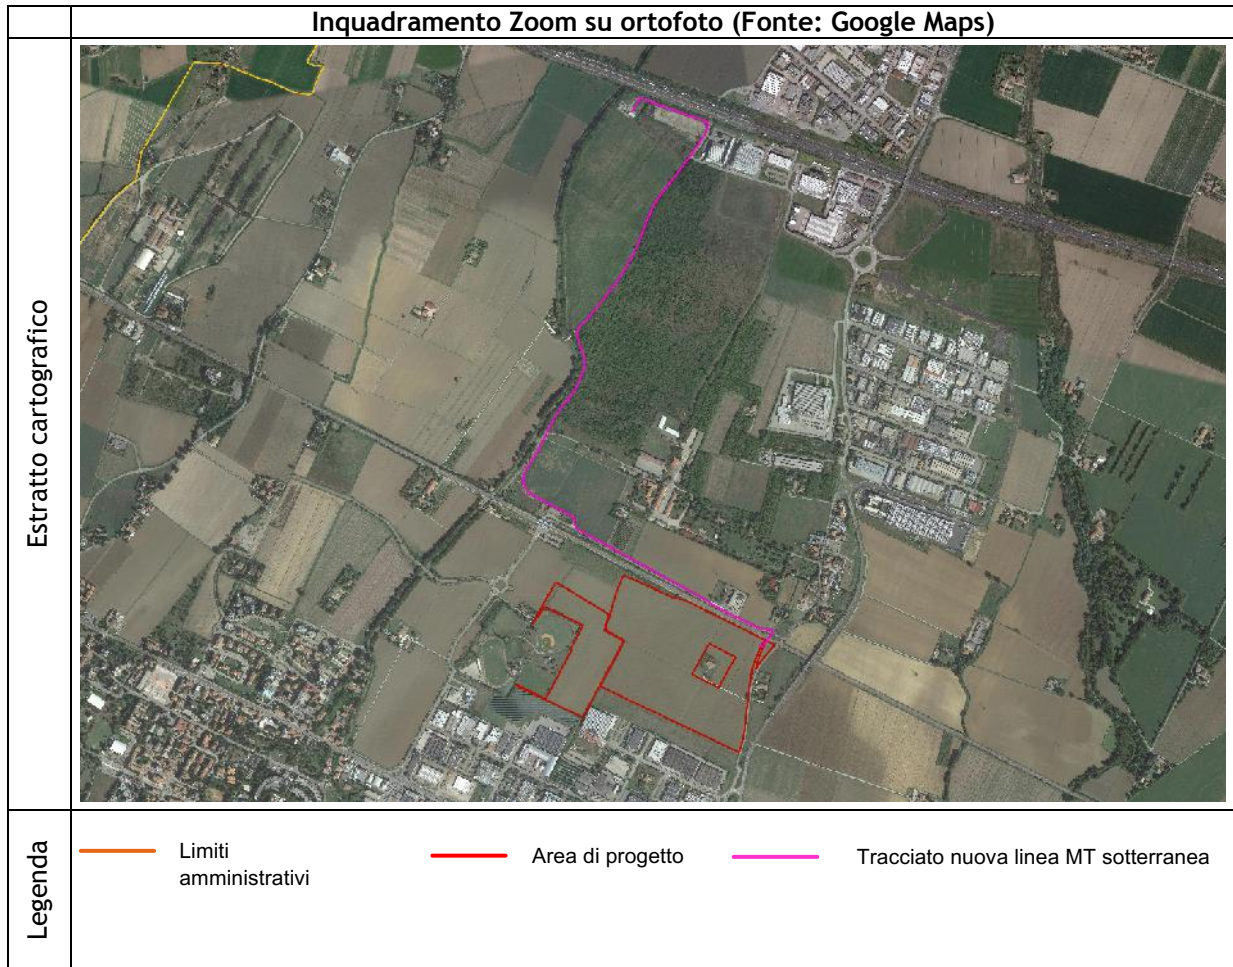 Inquadramento Zoom su ortofoto (Fonte: Google Maps)
Estratto cartografico
Legenda
Limiti
amministrativi
Area di progetto
Tracciato nuova linea MT sotterranea